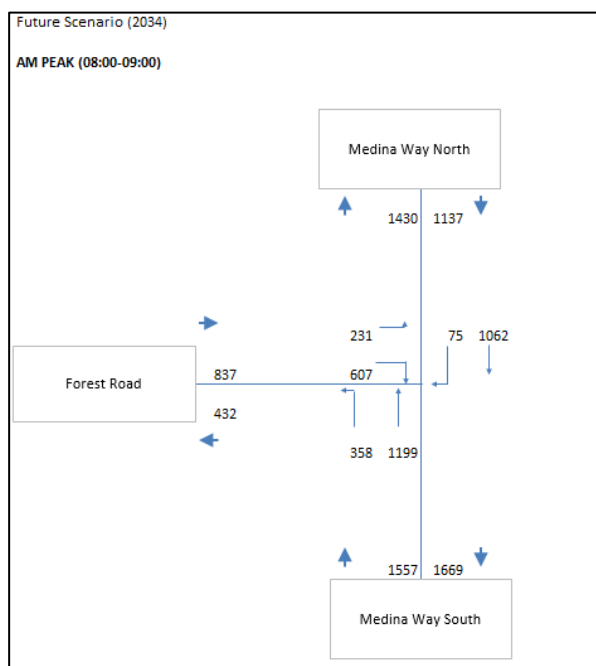 Future Scenario (2034)
AM PEAK (08:00-09:00)
Medina Way North
1430 1137
231 75 1062
Forest Road
837 607
432
358 1199
1557 1669
Medina Way South